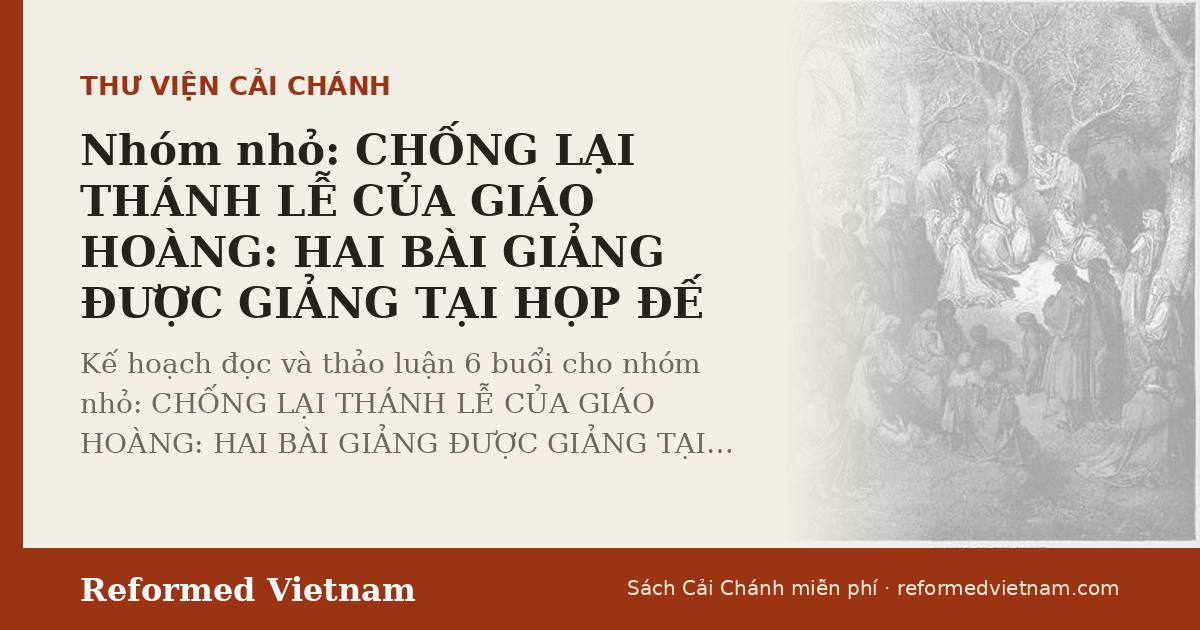 THƯ VIỆN CẢI CHÁNH
Nhóm nhỏ: CHỐNG LẠI
THÁNH LỄ CỦA GIÁO
HOÀNG: HAI BÀI GIẢNG
ĐƯỢC GIẢNG TẠI HỌP ĐẾ
Kế hoạch đọc và thảo luận 6 buổi cho nhóm
nhỏ: CHỐNG LẠI THÁNH LỄ CỦA GIÁO
HOÀNG: HAI BÀI GIẢNG ĐƯỢC GIẢNG TẠI...
Reformed Vietnam
Sách Cải Chánh miễn phí · reformedvietnam.com